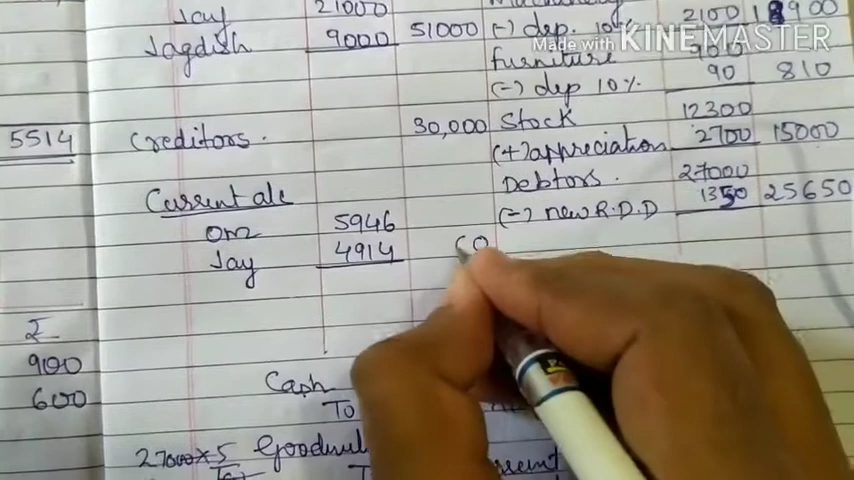 Jay 21000
Jagdish 9000 51000 (-) dep. 10% 2100 18900
Made with KINEMASTER
furniture
(-) dep 10% 90 810
5514 Creditors. 30,000 Stock 12300
(+) appreciation 2700 15000
Debtors. 27000
(-) new R.D.D 1350 25650
Current a/c
Om 5946
Jay 4914
900
600
Cash
To
27000×5 Goodwill